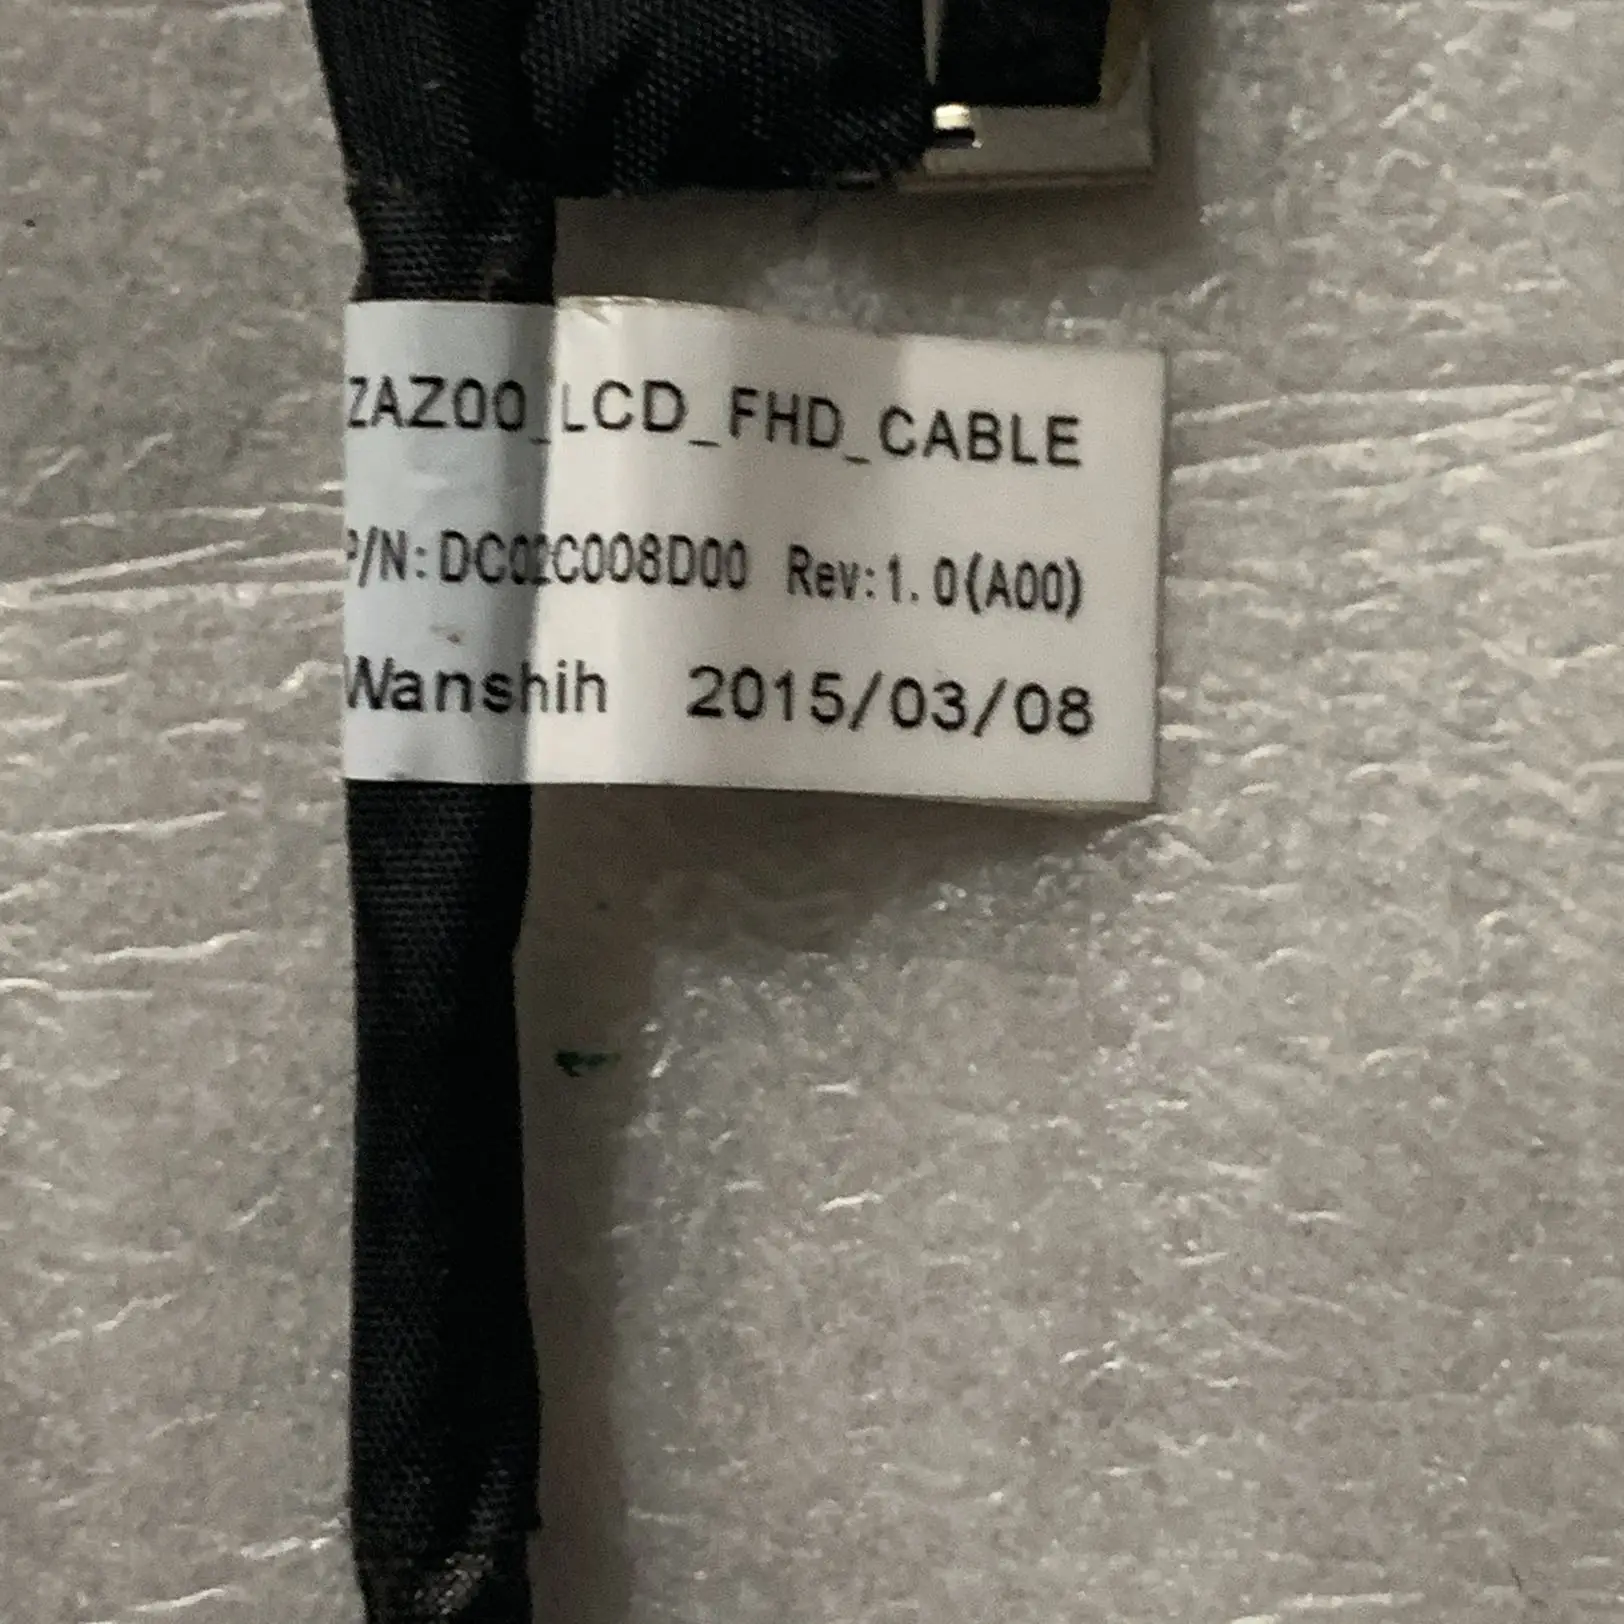 ZAZ00_LCD_FHD_CABLE
P/N:DC02C008D00 Rev:1.0(A00)
Wanshih 2015/03/08